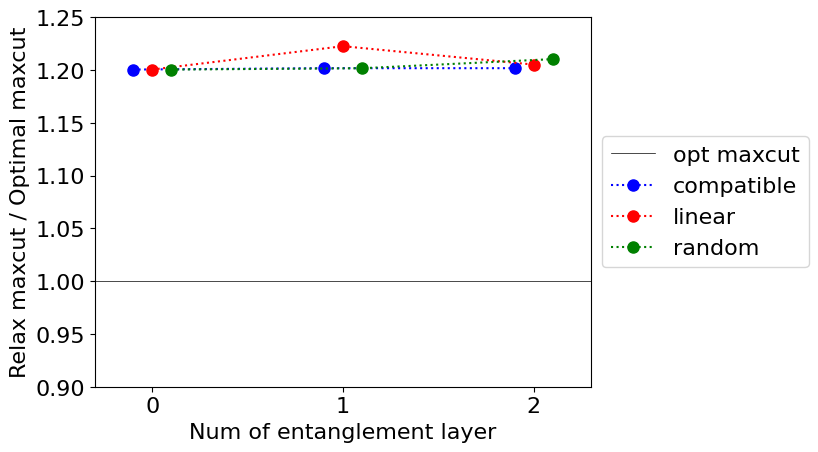 Relax maxcut / Optimal maxcut
1.25
1.20
1.15
1.10
1.05
1.00
0.95
0.90
0
1
2
Num of entanglement layer
opt maxcut
compatible
linear
random